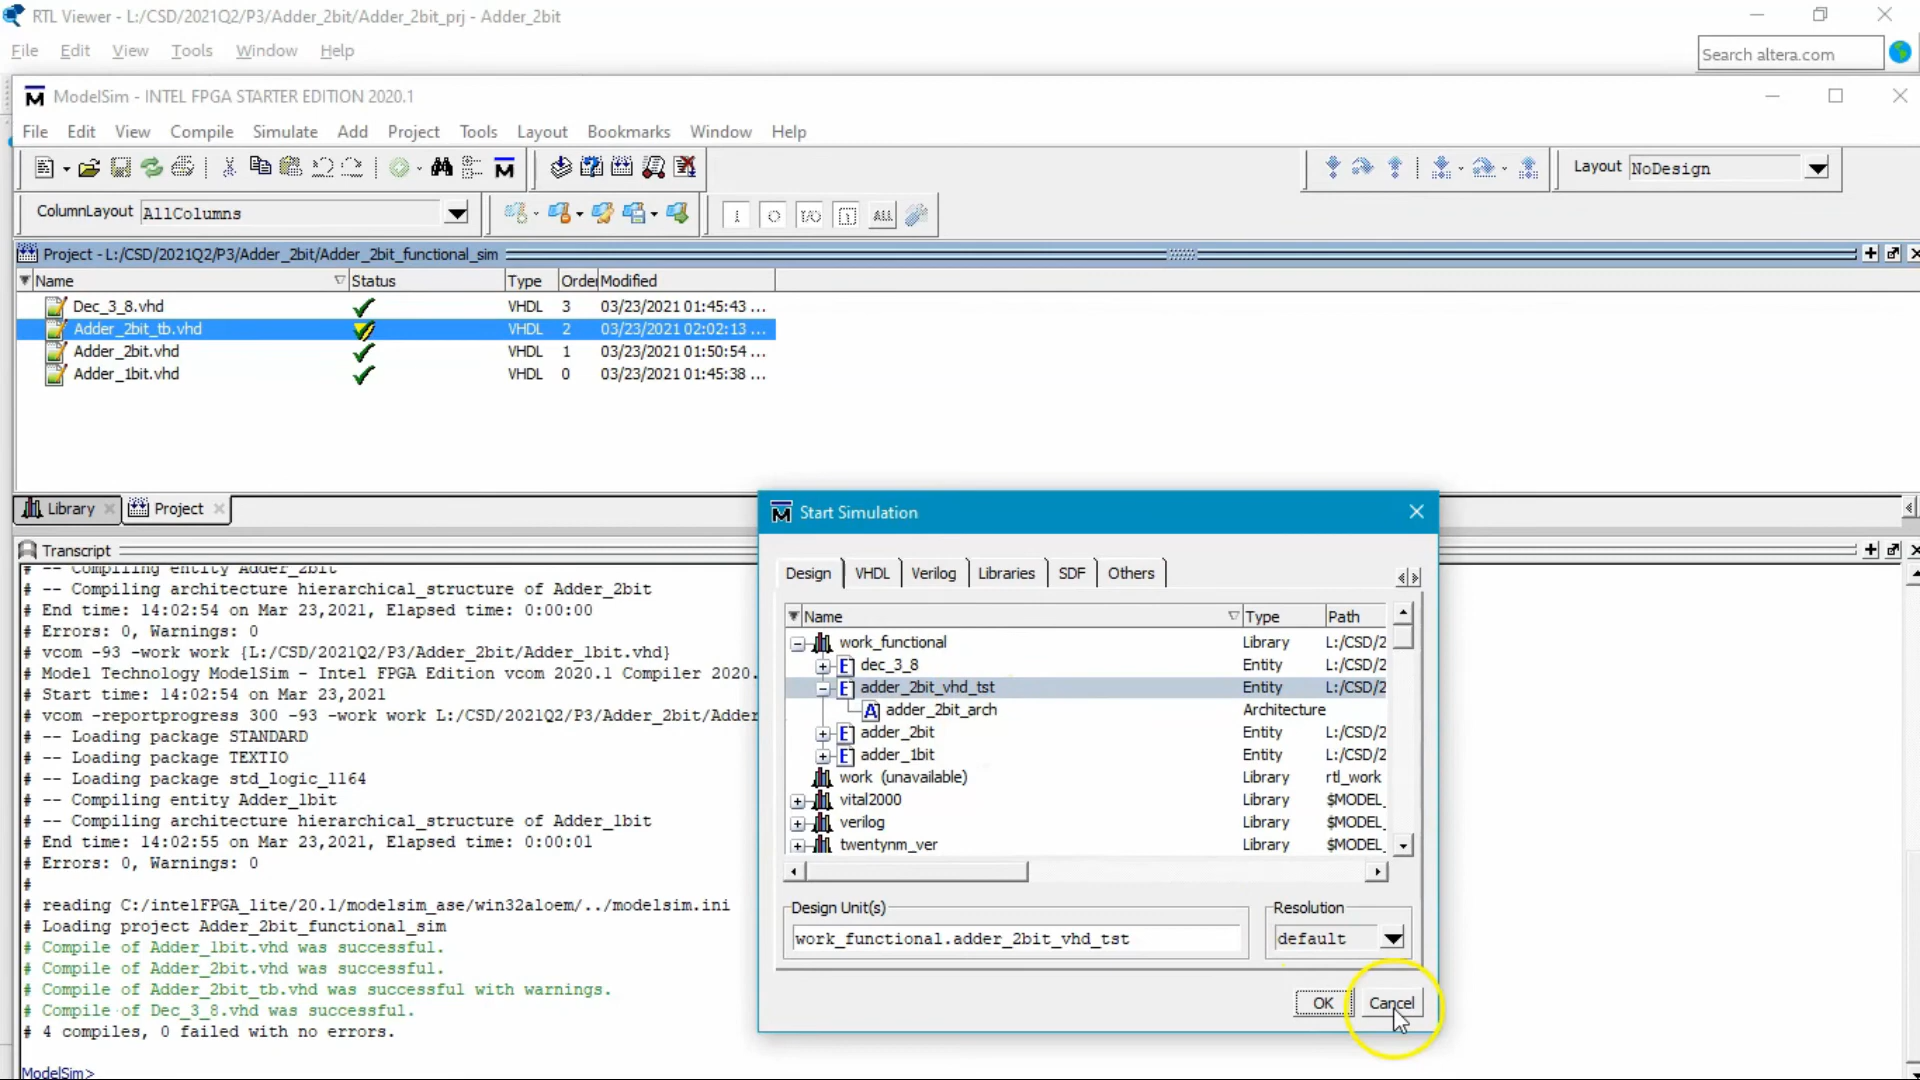 RTL Viewer - L:/CSD/2021Q2/P3/Adder_2bit/Adder_2bit_prj - Adder_2bit
File Edit View Tools Window Help
Search altera.com
ModelSim - INTEL FPGA STARTER EDITION 2020.1
File Edit View Compile Simulate Add Project Tools Layout Bookmarks Window Help
Layout NoDesign
ColumnLayout AllColumns
ALL
Project - L:/CSD/2021Q2/P3/Adder_2bit/Adder_2bit_functional_sim
Name Status Type Order Modified
Dec_3_8.vhd VHDL 3 03/23/2021 01:45:43 ...
Adder_2bit_tb.vhd VHDL 2 03/23/2021 02:02:13 ...
Adder_2bit.vhd VHDL 1 03/23/2021 01:50:54 ...
Adder_1bit.vhd VHDL 0 03/23/2021 01:45:38 ...
Library Project
Transcript
# -- Compiling entity Adder_2bit
# -- Compiling architecture hierarchical_structure of Adder_2bit
# End time: 14:02:54 on Mar 23,2021, Elapsed time: 0:00:00
# Errors: 0, Warnings: 0
# vcom -93 -work work {L:/CSD/2021Q2/P3/Adder_2bit/Adder_1bit.vhd}
# Model Technology ModelSim - Intel FPGA Edition vcom 2020.1 Compiler 2020.
# Start time: 14:02:54 on Mar 23,2021
# vcom -reportprogress 300 -93 -work work L:/CSD/2021Q2/P3/Adder_2bit/Adder
# -- Loading package STANDARD
# -- Loading package TEXTIO
# -- Loading package std_logic_1164
# -- Compiling entity Adder_1bit
# -- Compiling architecture hierarchical_structure of Adder_1bit
# End time: 14:02:55 on Mar 23,2021, Elapsed time: 0:00:01
# Errors: 0, Warnings: 0
#
# reading C:/intelFPGA_lite/20.1/modelsim_ase/win32aloem/../modelsim.ini
# Loading project Adder_2bit_functional_sim
# Compile of Adder_1bit.vhd was successful.
# Compile of Adder_2bit.vhd was successful.
# Compile of Adder_2bit_tb.vhd was successful with warnings.
# Compile of Dec_3_8.vhd was successful.
# 4 compiles, 0 failed with no errors.
ModelSim>
Start Simulation
Design VHDL Verilog Libraries SDF Others
Name Type Path
work_functional Library L:/CSD/2
dec_3_8 Entity L:/CSD/2
adder_2bit_vhd_tst Entity L:/CSD/2
adder_2bit_arch Architecture
adder_2bit Entity L:/CSD/2
adder_1bit Entity L:/CSD/2
work (unavailable) Library rtl_work
vital2000 Library $MODEL_
verilog Library $MODEL_
twentynm_ver Library $MODEL_
Design Unit(s) Resolution
work_functional.adder_2bit_vhd_tst default
OK Cancel